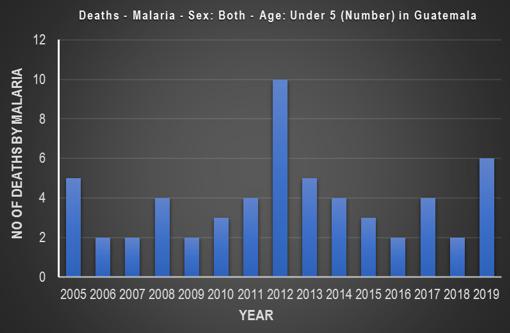 Deaths - Malaria - Sex: Both - Age: Under 5 (Number) in Guatemala
NO OF DEATHS BY MALARIA
12
10
8
6
4
2
0
2005 2006 2007 2008 2009 2010 2011 2012 2013 2014 2015 2016 2017 2018 2019
YEAR